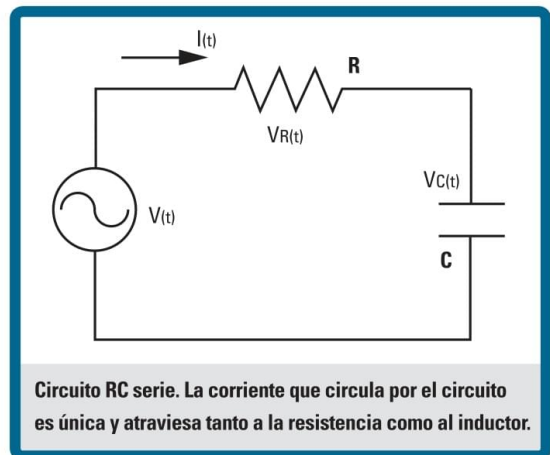 I(t)
R
VR(t)
VC(t)
V(t)
C
Circuito RC serie. La corriente que circula por el circuito
es única y atraviesa tanto a la resistencia como al inductor.